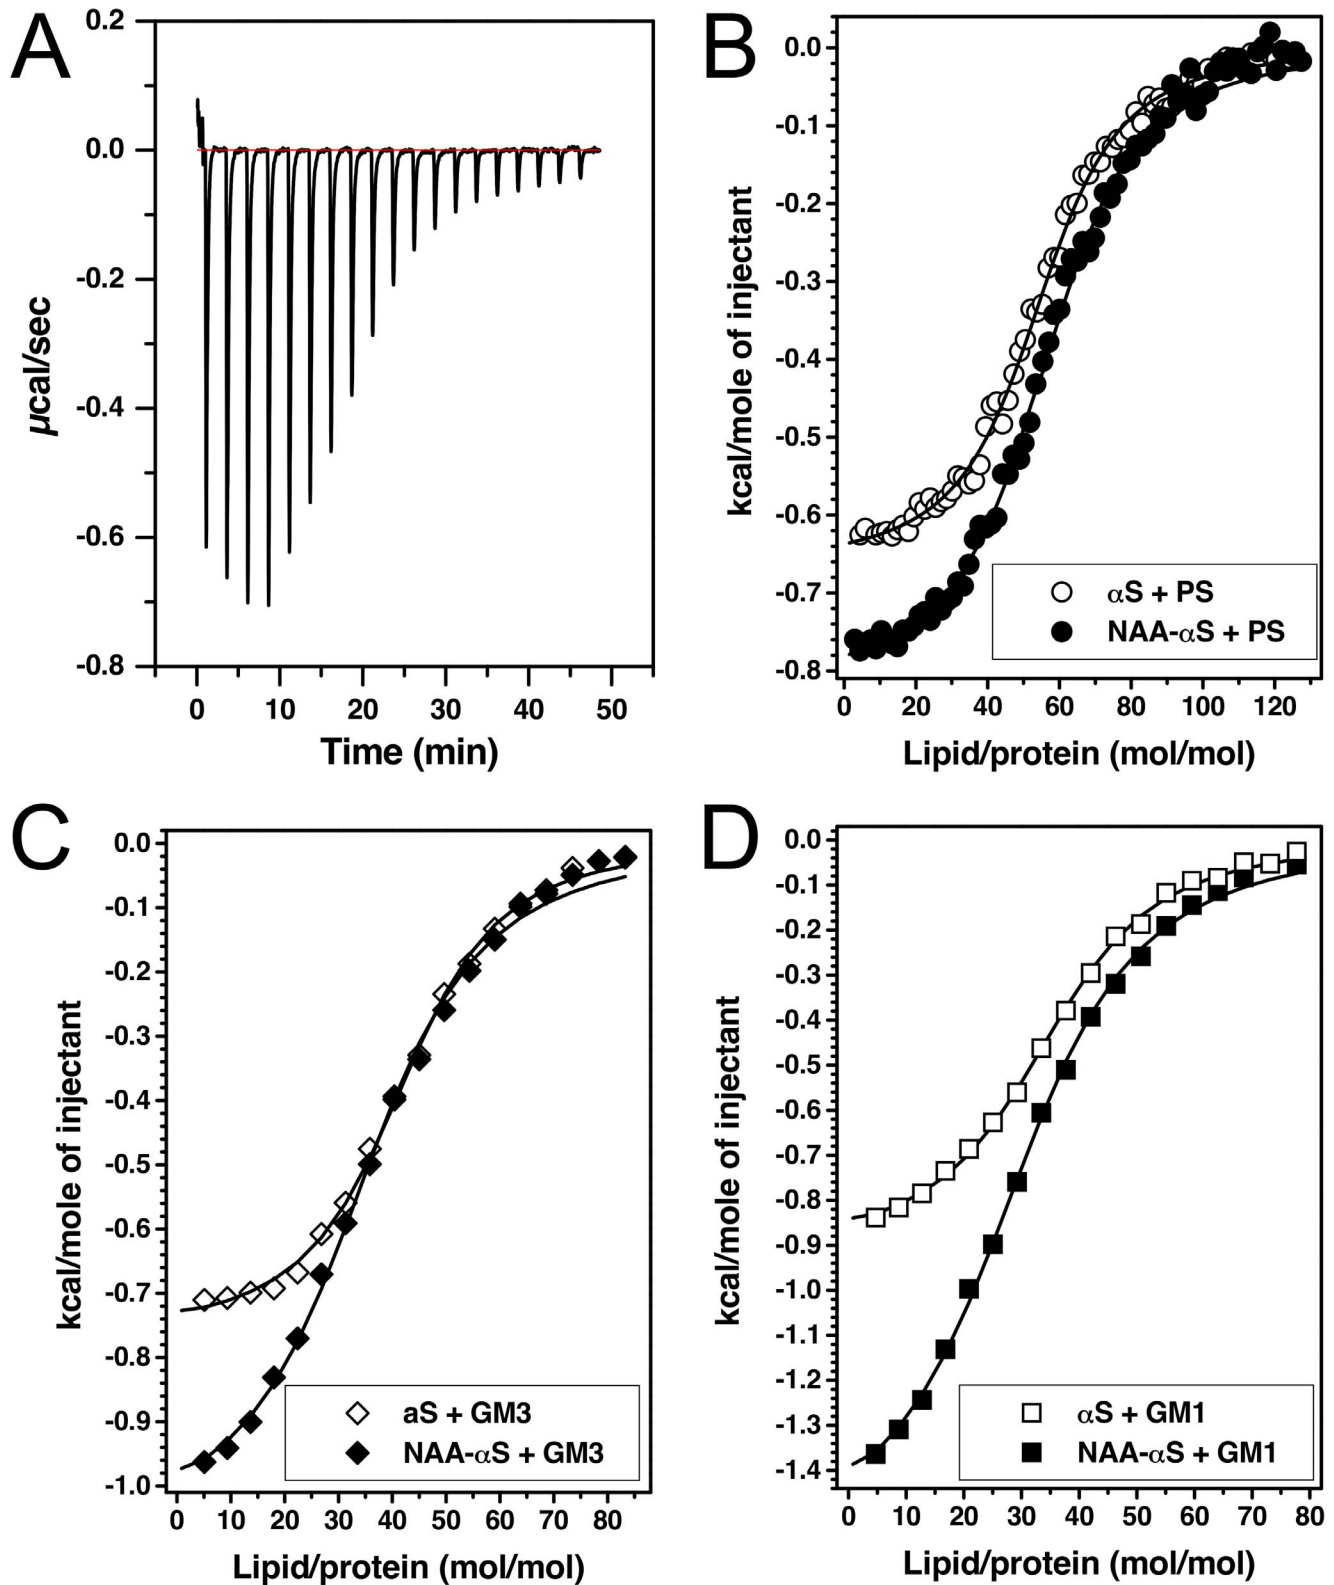 A
0.2
0.0
-0.2
-0.4
-0.6
-0.8
µcal/sec
0 10 20 30 40 50
Time (min)
B
0.0
-0.1
-0.2
-0.3
-0.4
-0.5
-0.6
-0.7
-0.8
kcal/mole of injectant
αS + PS
NAA-αS + PS
0 20 40 60 80 100 120
Lipid/protein (mol/mol)
C
0.0
-0.1
-0.2
-0.3
-0.4
-0.5
-0.6
-0.7
-0.8
-0.9
-1.0
kcal/mole of injectant
aS + GM3
NAA-αS + GM3
0 10 20 30 40 50 60 70 80
Lipid/protein (mol/mol)
D
0.0
-0.1
-0.2
-0.3
-0.4
-0.5
-0.6
-0.7
-0.8
-0.9
-1.0
-1.1
-1.2
-1.3
-1.4
kcal/mole of injectant
αS + GM1
NAA-αS + GM1
0 10 20 30 40 50 60 70 80
Lipid/protein (mol/mol)